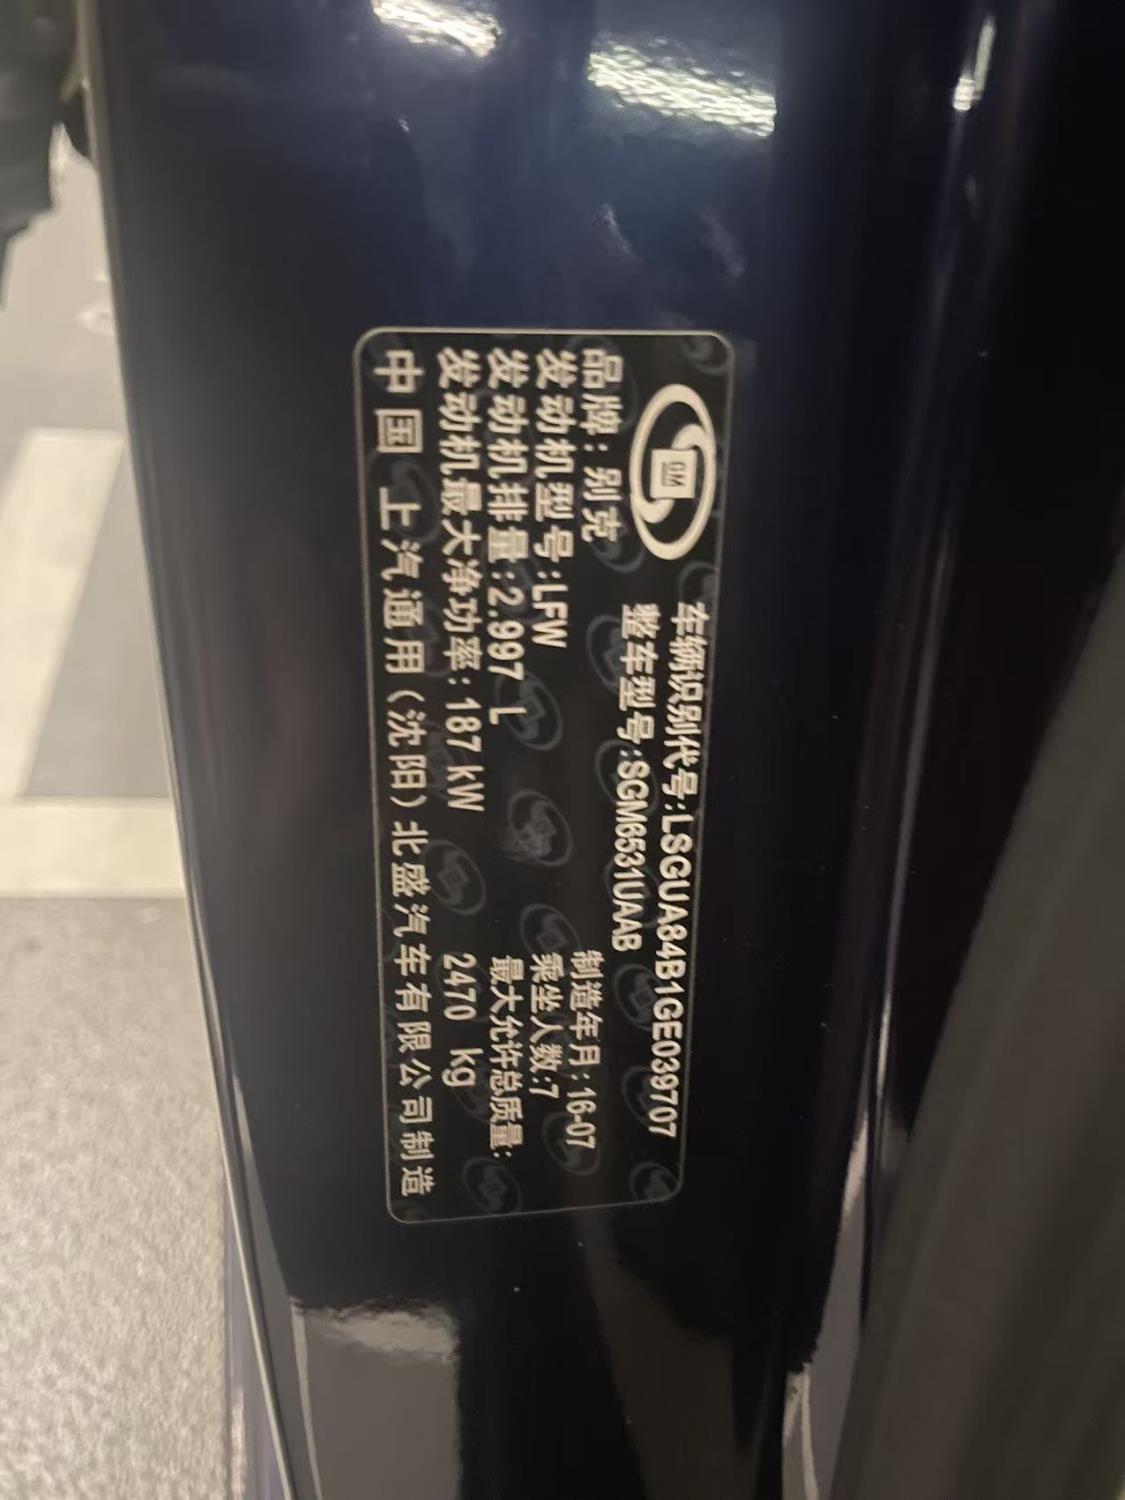 GM
车辆识别代号:LSGUA84B1GE039707
整车型号:SGM6531UAAB
品牌:别克
制造年月:16-07
发动机型号:LFW
乘坐人数:7
发动机排量:2.997 L
最大允许总质量:
发动机最大净功率:187kW
2470 kg
中国 上汽通用(沈阳)北盛汽车有限公司制造